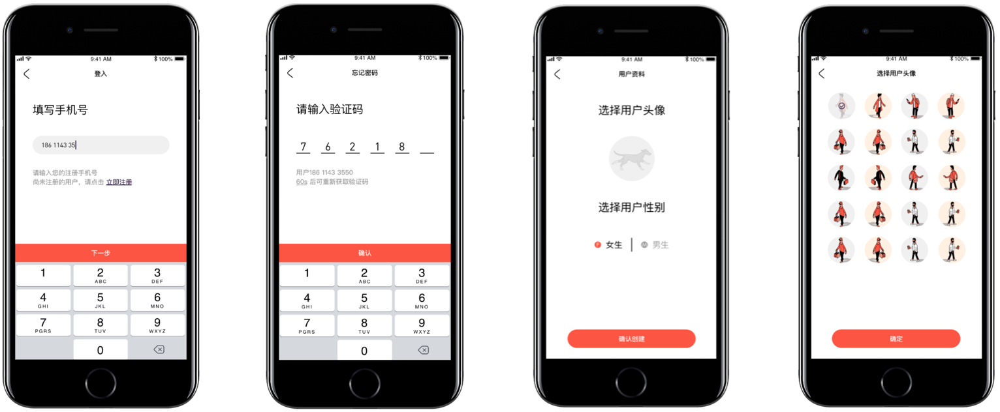 9:41 AM
100%
登入
填写手机号
186 1143 35
请输入您的注册手机号
尚未注册的用户，请点击 立即注册
下一步
1
2
ABC
3
DEF
4
GHI
5
JKL
6
MNO
7
PGRS
8
TUV
9
WXYZ
0
9:41 AM
100%
忘记密码
请输入验证码
7 6 2 1 8
用户186 1143 3550
60s 后可重新获取验证码
确认
1
2
ABC
3
DEF
4
GHI
5
JKL
6
MNO
7
PGRS
8
TUV
9
WXYZ
0
9:41 AM
100%
用户资料
选择用户头像
选择用户性别
F 女生 | M 男生
确认创建
9:41 AM
100%
选择用户头像
确定